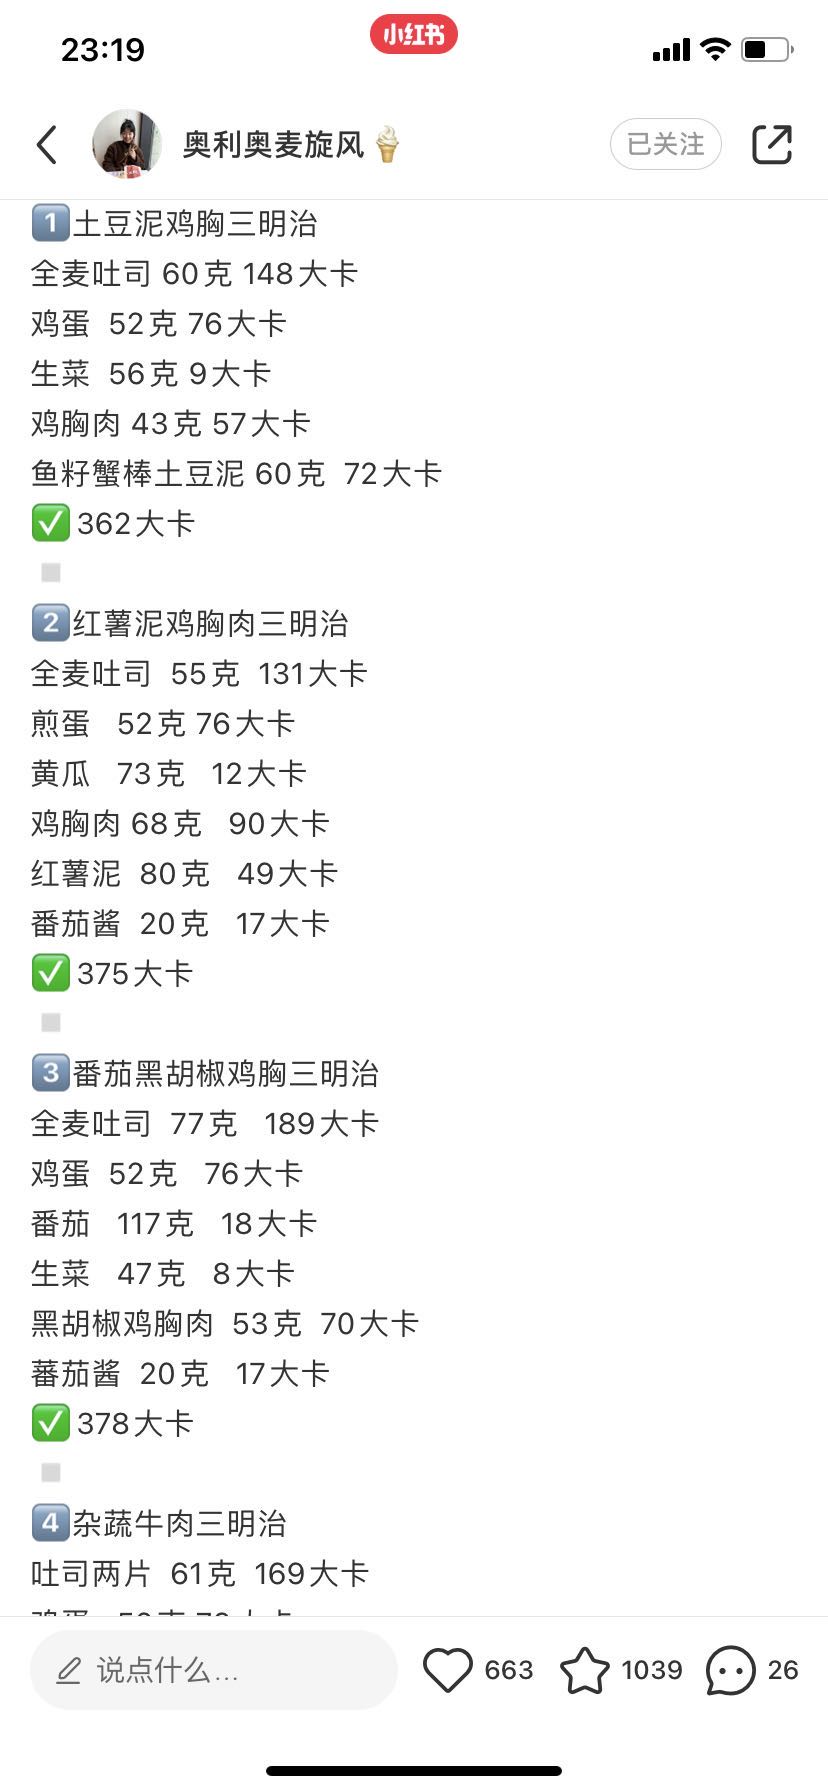 23:19
小红书
奥利奥麦旋风🍦
已关注
1️⃣土豆泥鸡胸三明治
全麦吐司 60克 148大卡
鸡蛋 52克 76大卡
生菜 56克 9大卡
鸡胸肉 43克 57大卡
鱼籽蟹棒土豆泥 60克 72大卡
✅362大卡
2️⃣红薯泥鸡胸肉三明治
全麦吐司 55克 131大卡
煎蛋 52克 76大卡
黄瓜 73克 12大卡
鸡胸肉 68克 90大卡
红薯泥 80克 49大卡
番茄酱 20克 17大卡
✅375大卡
3️⃣番茄黑胡椒鸡胸三明治
全麦吐司 77克 189大卡
鸡蛋 52克 76大卡
番茄 117克 18大卡
生菜 47克 8大卡
黑胡椒鸡胸肉 53克 70大卡
蕃茄酱 20克 17大卡
✅378大卡
4️⃣杂蔬牛肉三明治
吐司两片 61克 169大卡
说点什么...
663
1039
26